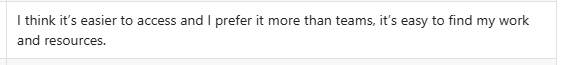 I think it's easier to access and I prefer it more than teams, it's easy to find my work
and resources.